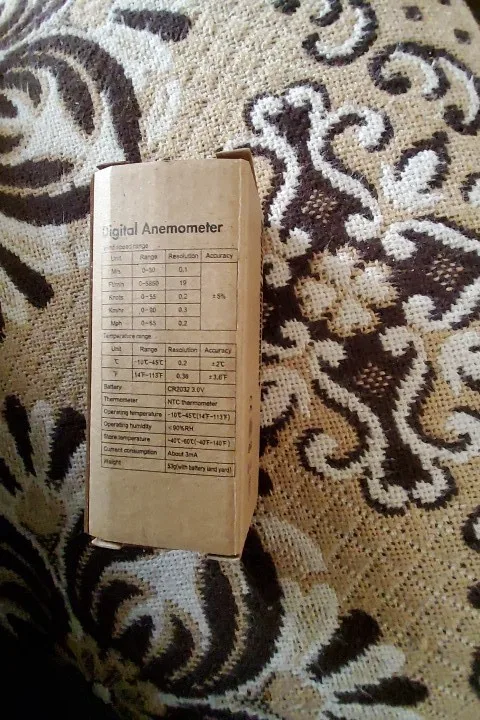 Digital Anemometer
Wind speed range
Unit Range Resolution Accuracy
M/s 0~30 0.1
Ft/min 0~5860 19
Knots 0~55 0.2 ±5%
Km/hr 0~90 0.3
Mph 0~65 0.2
Temperature range
Unit Range Resolution Accuracy
℃ -10℃~45℃ 0.2 ±2℃
℉ 14℉~113℉ 0.36 ±3.6℉
Battery CR2032 3.0V
Thermometer NTC thermometer
Operating temperature -10℃~45℃(14℉~113℉)
Operating humidity ≤90%RH
Store temperature -40℃~60℃(-40℉~140℉)
Current consumption About 3mA
Weight 53g(with battery and yard)